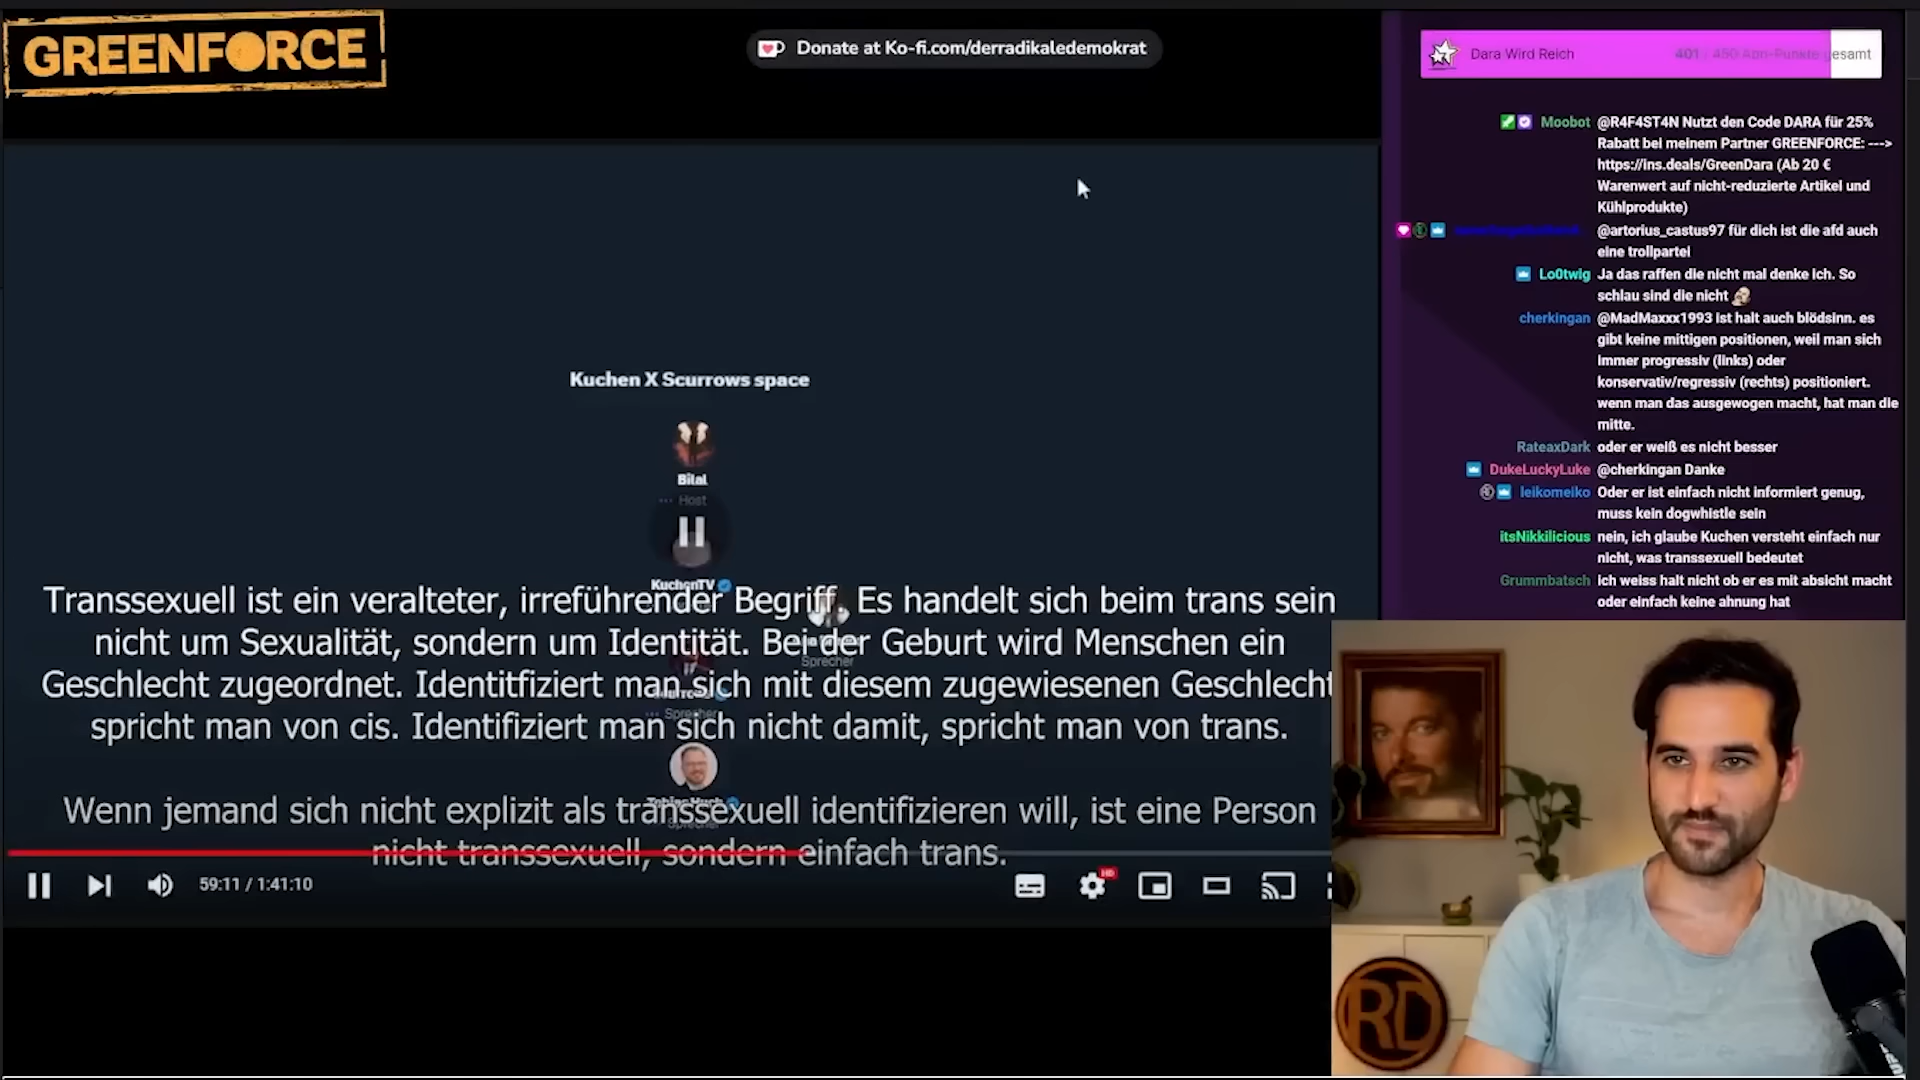 GREENFORCE
Donate at Ko-fi.com/derradikaledemokrat
Dara Wird Reich 401 / 450 Abo-Punkte gesamt
Moobot @R4F4ST4N Nutzt den Code DARA für 25%
Rabatt bei meinem Partner GREENFORCE: --->
https://ins.deals/GreenDara (Ab 20 €
Warenwert auf nicht-reduzierte Artikel und
Kühlprodukte)
@artorius_castus97 für dich ist die afd auch
eine trollpartei
Lo0twig Ja das raffen die nicht mal denke ich. So
schlau sind die nicht
cherkingan @MadMaxxx1993 ist halt auch blödsinn. es
gibt keine mittigen positionen, weil man sich
immer progressiv (links) oder
konservativ/regressiv (rechts) positioniert.
wenn man das ausgewogen macht, hat man die
mitte.
RateaxDark oder er weiß es nicht besser
DukeLuckyLuke @cherkingan Danke
leikomeiko Oder er ist einfach nicht informiert genug,
muss kein dogwhistle sein
itsNikkilicious nein, ich glaube Kuchen versteht einfach nur
nicht, was transsexuell bedeutet
Grummbatsch ich weiss halt nicht ob er es mit absicht macht
oder einfach keine ahnung hat
Kuchen X Scurrows space
Bilal
Host
KuchenTV
Transsexuell ist ein veralteter, irreführender Begriff. Es handelt sich beim trans sein
nicht um Sexualität, sondern um Identität. Bei der Geburt wird Menschen ein
Sprecher
Geschlecht zugeordnet. Identitfiziert man sich mit diesem zugewiesenen Geschlecht
Sprecher
spricht man von cis. Identifiziert man sich nicht damit, spricht man von trans.
Wenn jemand sich nicht explizit als transsexuell identifizieren will, ist eine Person
Sprecher
nicht transsexuell, sondern einfach trans.
59:11 / 1:41:10
HD
RD